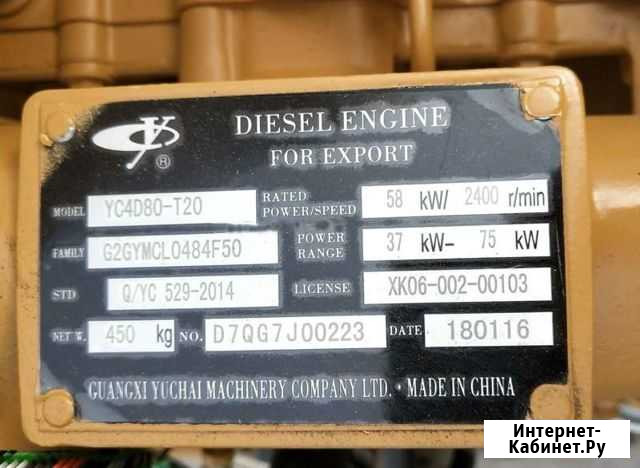 DIESEL ENGINE
FOR EXPORT
®
MODEL YC4D80-T20 RATED POWER/SPEED 58 kW/ 2400 r/min
FAMILY G2GYMCL0484F50 POWER RANGE 37 kW- 75 kW
STD Q/YC 529-2014 LICENSE XK06-002-00103
NET W. 450 kg NO. D7QG7J00223 DATE 180116
GUANGXI YUCHAI MACHINERY COMPANY LTD. · MADE IN CHINA
Интернет-
Кабинет.Ру